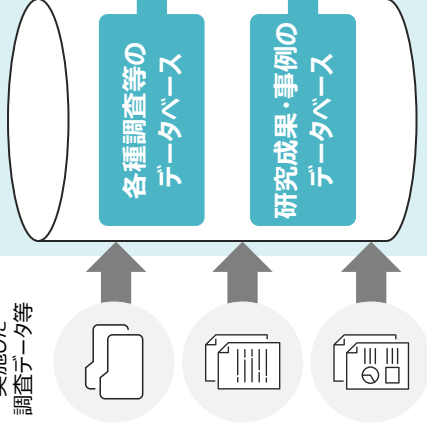 各種調査等の
データベース
研究成果・事例の
データベース
調査データ等